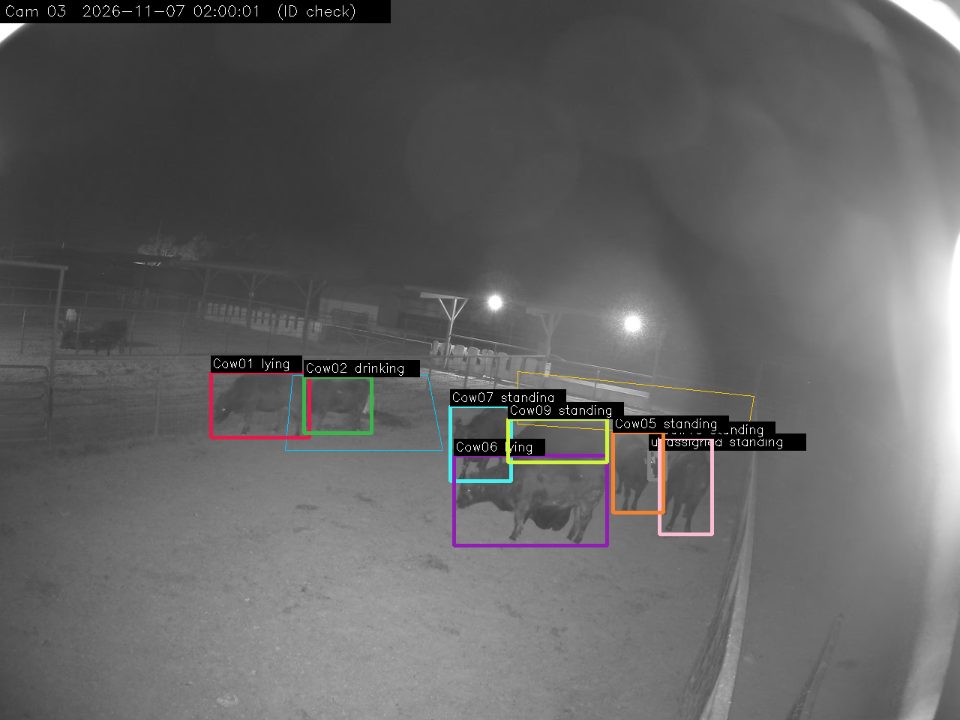 Cam 03 2026-11-07 02:00:01 (ID check)
Cow01 lying
Cow02 drinking
Cow07 standing
Cow09 standing
Cow05 standing
standing
unassigned standing
Cow06 lying